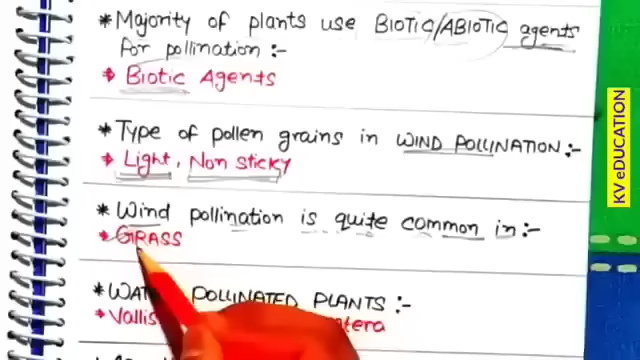 * Majority of plants use BIOTIC/ABIOTIC agents
for pollination :-
* Biotic Agents
* Type of pollen grains in WIND POLLINATION :-
* Light, Non Sticky
* Wind pollination is quite common in :-
* GRASS
* POLLINATED PLANTS :-
KV eDUCATION